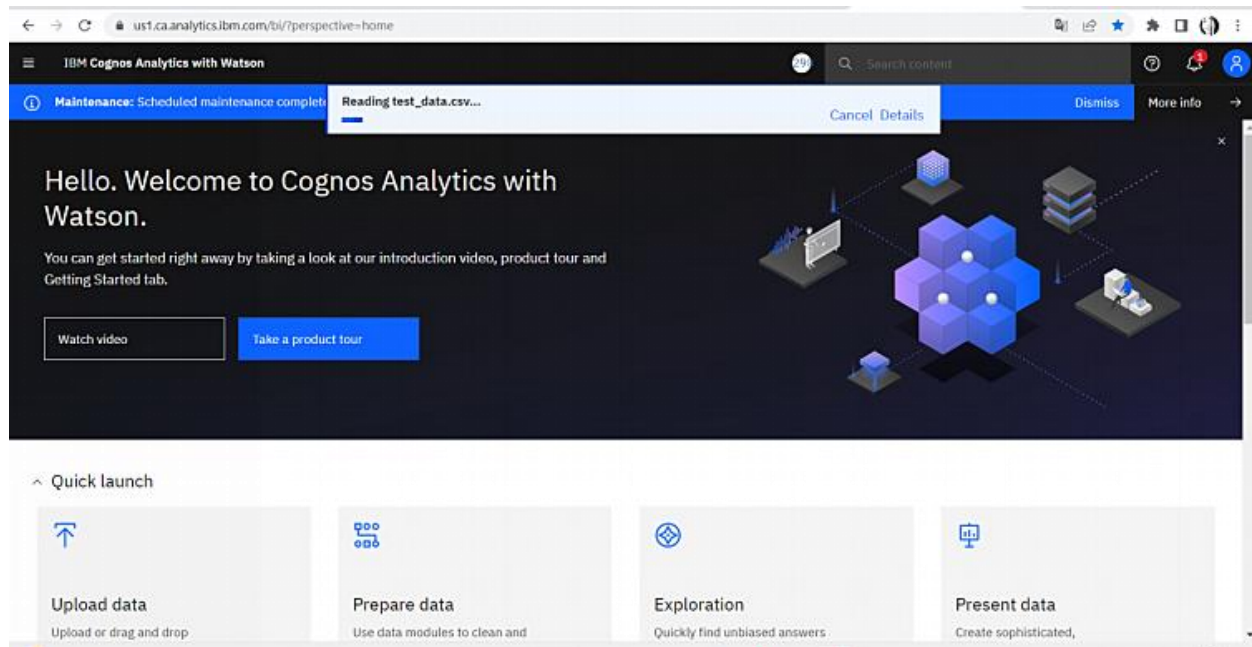 us1.ca.analytics.ibm.com/bi/?perspective=home
IBM Cognos Analytics with Watson
29
Search content
1
Maintenance: Scheduled maintenance complete
Reading test_data.csv...
Cancel Details
Dismiss
More info
Hello. Welcome to Cognos Analytics with
Watson.
You can get started right away by taking a look at our introduction video, product tour and
Getting Started tab.
Watch video
Take a product tour
Quick launch
Upload data
Upload or drag and drop
Prepare data
Use data modules to clean and
Exploration
Quickly find unbiased answers
Present data
Create sophisticated,